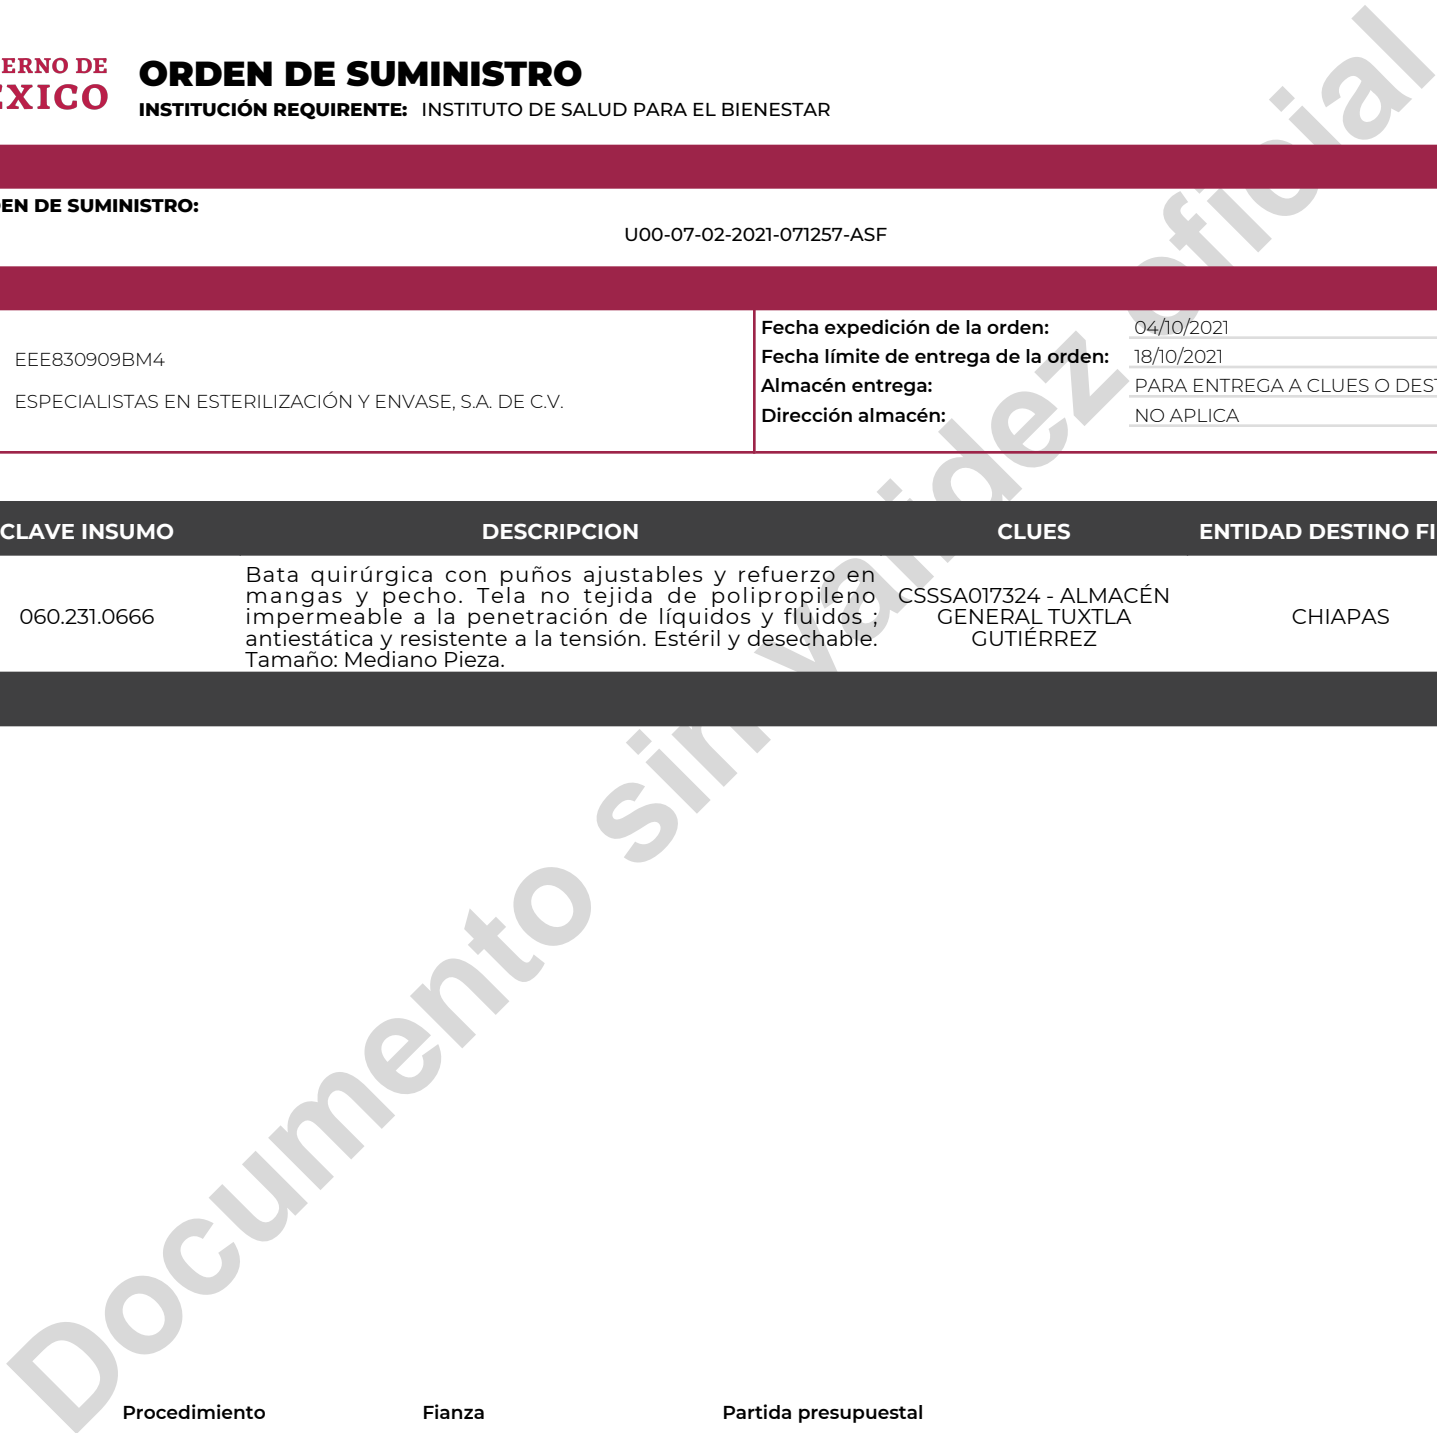 ERNO DE
EXICO
ORDEN DE SUMINISTRO
INSTITUCIÓN REQUIRENTE: INSTITUTO DE SALUD PARA EL BIENESTAR
EN DE SUMINISTRO:
U00-07-02-2021-071257-ASF
EEE830909BM4
ESPECIALISTAS EN ESTERILIZACIÓN Y ENVASE, S.A. DE C.V.
Fecha expedición de la orden: 04/10/2021
Fecha límite de entrega de la orden: 18/10/2021
Almacén entrega: PARA ENTREGA A CLUES O DEST
Dirección almacén: NO APLICA
CLAVE INSUMO DESCRIPCION CLUES ENTIDAD DESTINO FI
060.231.0666
Bata quirúrgica con puños ajustables y refuerzo en
mangas y pecho. Tela no tejida de polipropileno
impermeable a la penetración de líquidos y fluidos ;
antiestática y resistente a la tensión. Estéril y desechable.
Tamaño: Mediano Pieza.
CSSSA017324 - ALMACÉN
GENERAL TUXTLA
GUTIÉRREZ
CHIAPAS
Documento sin validez oficial
Procedimiento Fianza Partida presupuestal